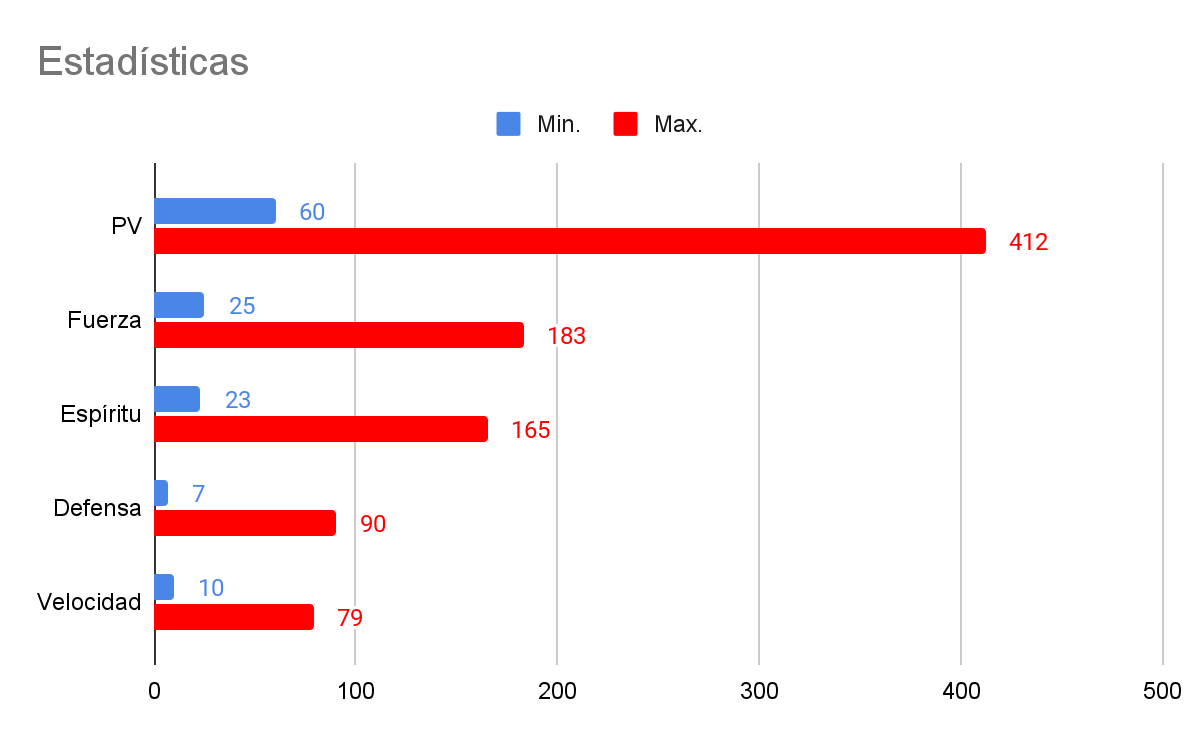 Estadísticas
Min. Max.
PV 60
412
Fuerza 25
183
Espíritu 23
165
Defensa 7
90
Velocidad 10
79
0 100 200 300 400 500